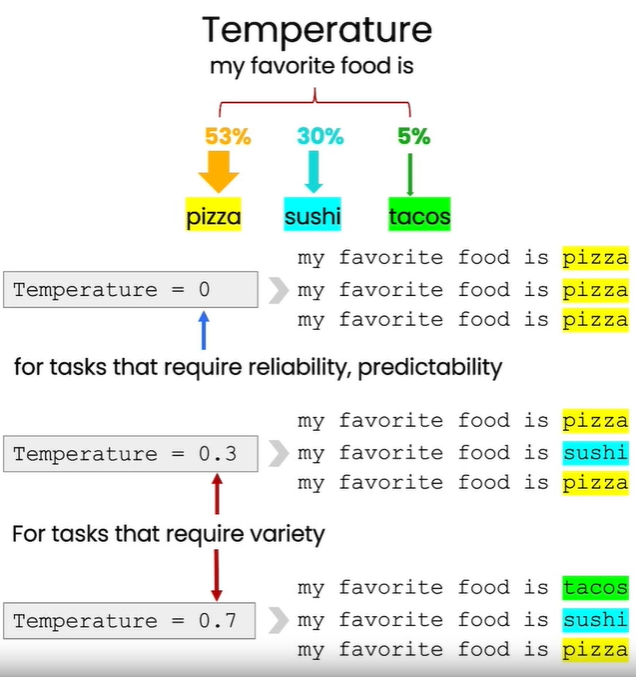 Temperature
my favorite food is
53% 30% 5%
pizza sushi tacos
my favorite food is pizza
Temperature = 0 my favorite food is pizza
my favorite food is pizza
for tasks that require reliability, predictability
my favorite food is pizza
Temperature = 0.3 my favorite food is sushi
my favorite food is pizza
For tasks that require variety
my favorite food is tacos
Temperature = 0.7 my favorite food is sushi
my favorite food is pizza